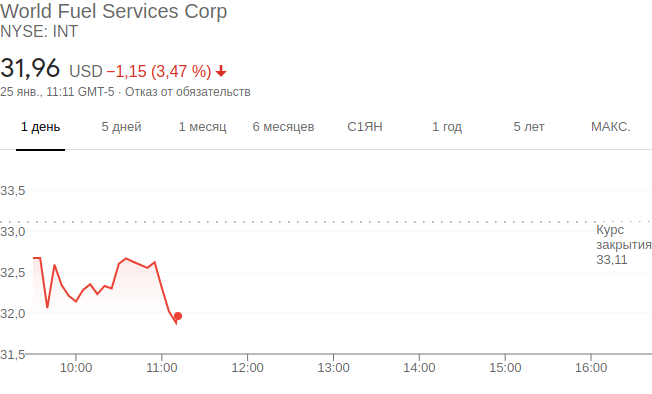 World Fuel Services Corp
NYSE: INT
31,96 USD −1,15 (3,47 %)
25 янв., 11:11 GMT-5 · Отказ от обязательств
1 день 5 дней 1 месяц 6 месяцев С1ЯН 1 год 5 лет МАКС.
33,5
33,0
32,5
32,0
31,5
Курс
закрытия
33,11
10:00 11:00 12:00 13:00 14:00 15:00 16:00